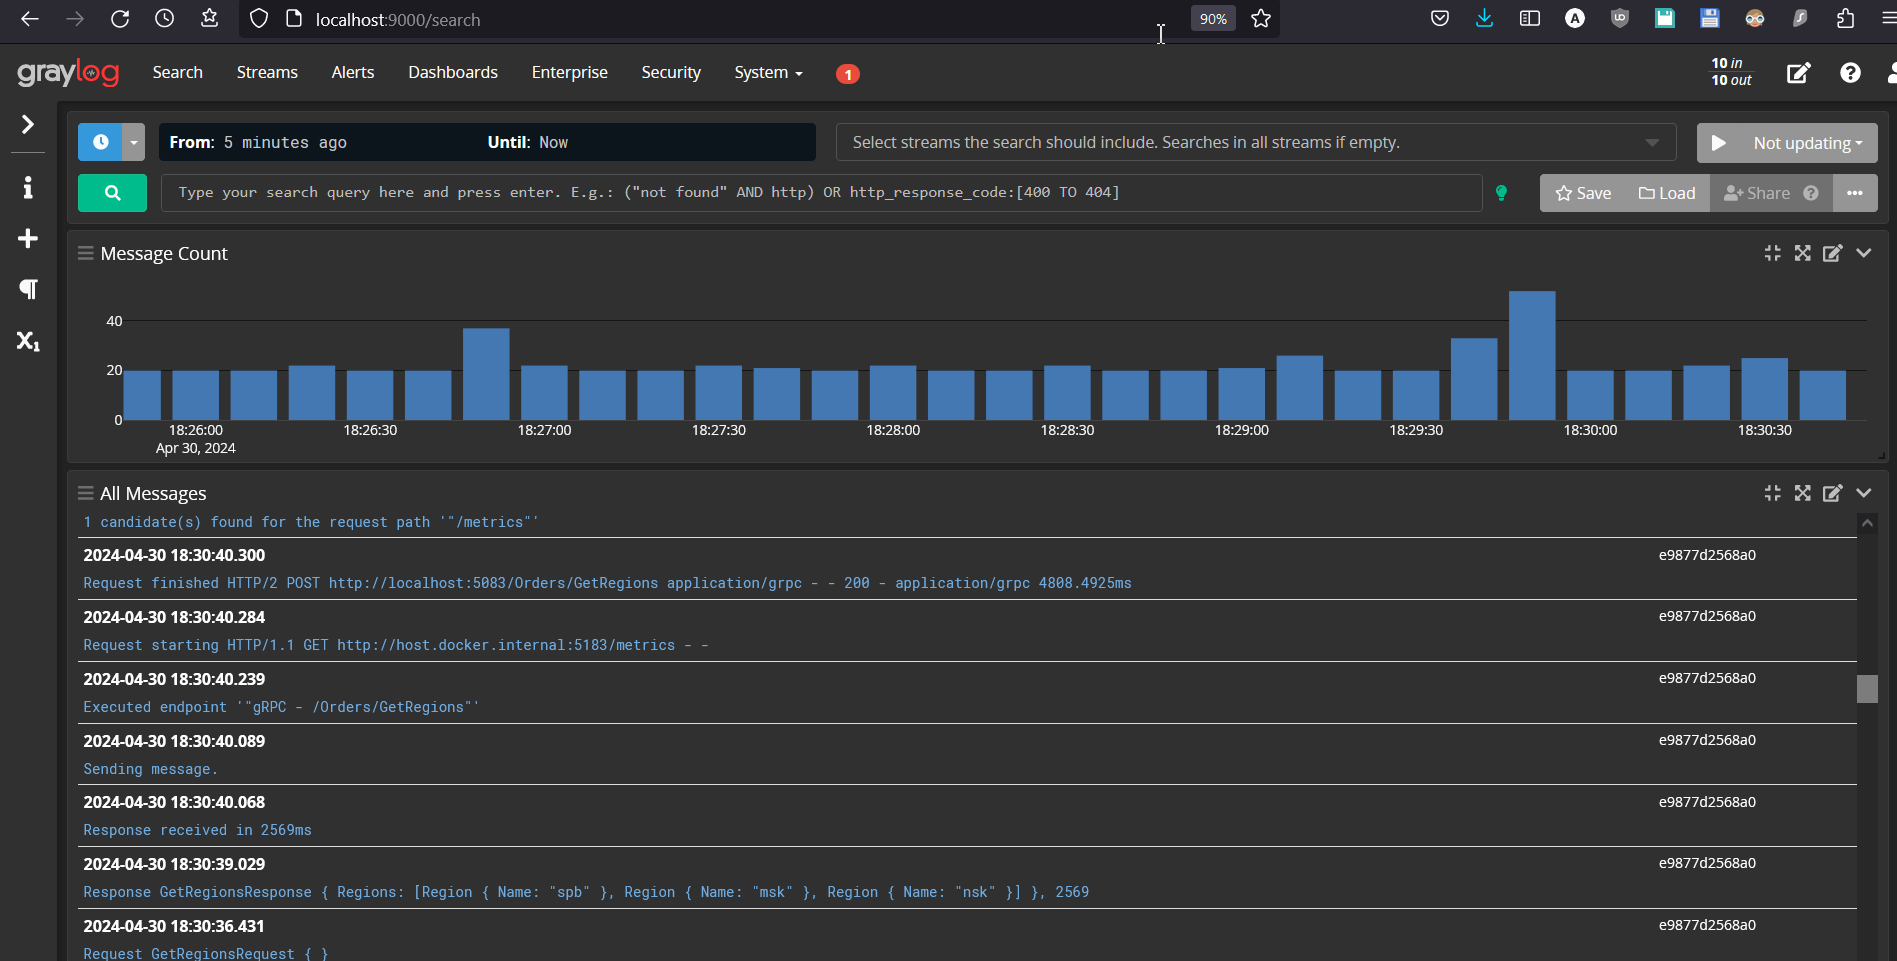 localhost:9000/search
90%
graylog
Search
Streams
Alerts
Dashboards
Enterprise
Security
System
1
10 in
10 out
From: 5 minutes ago
Until: Now
Select streams the search should include. Searches in all streams if empty.
Not updating
Type your search query here and press enter. E.g.: ("not found" AND http) OR http_response_code:[400 TO 404]
Save
Load
Share
Message Count
40
20
0
18:26:00
18:26:30
18:27:00
18:27:30
18:28:00
18:28:30
18:29:00
18:29:30
18:30:00
18:30:30
Apr 30, 2024
All Messages
1 candidate(s) found for the request path '"/metrics"'
2024-04-30 18:30:40.300 e9877d2568a0
Request finished HTTP/2 POST http://localhost:5083/Orders/GetRegions application/grpc - - 200 - application/grpc 4808.4925ms
2024-04-30 18:30:40.284 e9877d2568a0
Request starting HTTP/1.1 GET http://host.docker.internal:5183/metrics - -
2024-04-30 18:30:40.239 e9877d2568a0
Executed endpoint '"gRPC - /Orders/GetRegions"'
2024-04-30 18:30:40.089 e9877d2568a0
Sending message.
2024-04-30 18:30:40.068 e9877d2568a0
Response received in 2569ms
2024-04-30 18:30:39.029 e9877d2568a0
Response GetRegionsResponse { Regions: [Region { Name: "spb" }, Region { Name: "msk" }, Region { Name: "nsk" }] }, 2569
2024-04-30 18:30:36.431 e9877d2568a0
Request GetRegionsRequest { }